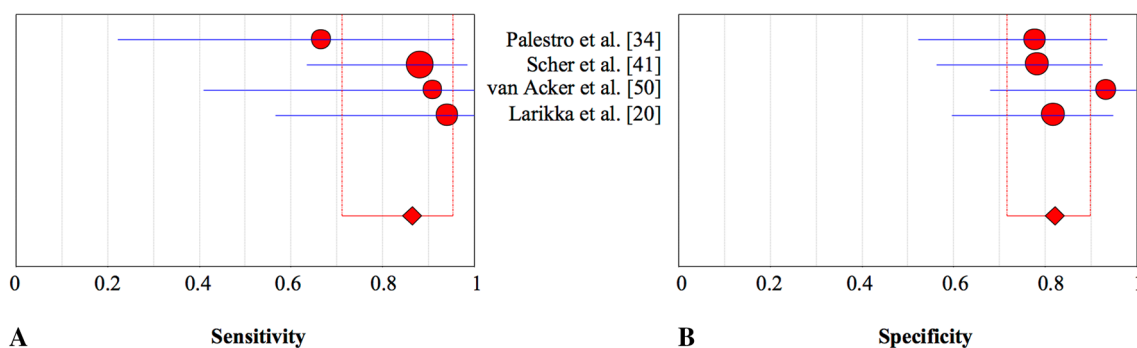 Palestro et al. [34]
Scher et al. [41]
van Acker et al. [50]
Larikka et al. [20]
0 0.2 0.4 0.6 0.8 1
0 0.2 0.4 0.6 0.8 1
A Sensitivity
B Specificity